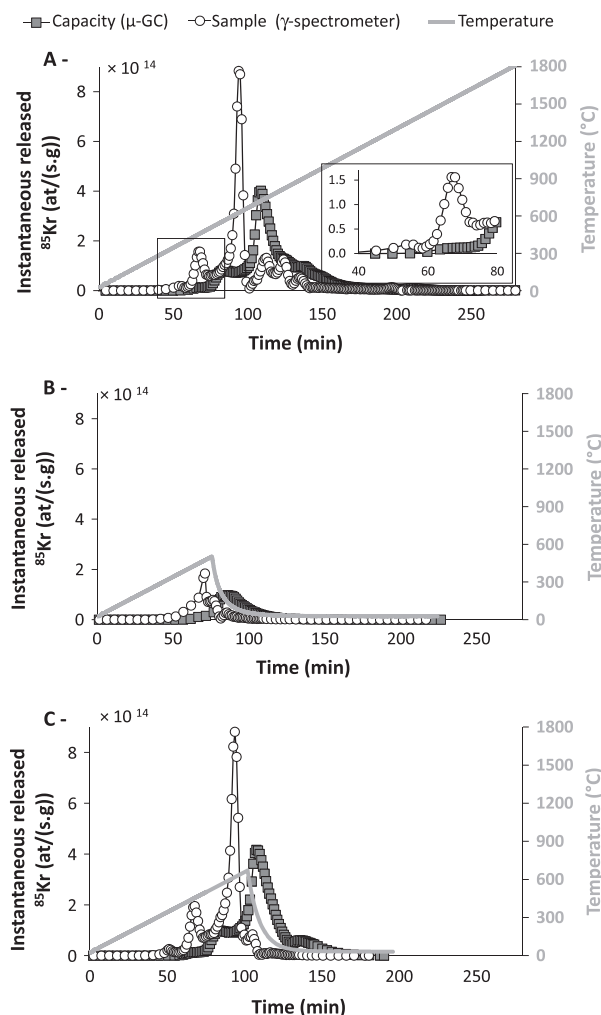 Capacity (μ-GC) Sample (γ-spectrometer) Temperature
A -
× 10 14
Instantaneous released
85Kr (at/(s.g))
8
6
4
2
0
1800
1500
1200
900
600
300
0
Temperature (°C)
1.5
1.0
0.5
0.0
40 60 80
0 50 100 150 200 250
Time (min)
B -
× 10 14
Instantaneous released
85Kr (at/(s.g))
8
6
4
2
0
1800
1500
1200
900
600
300
0
Temperature (°C)
0 50 100 150 200 250
Time (min)
C -
× 10 14
Instantaneous released
85Kr (at/(s.g))
8
6
4
2
0
1800
1500
1200
900
600
300
0
Temperature (°C)
0 50 100 150 200 250
Time (min)